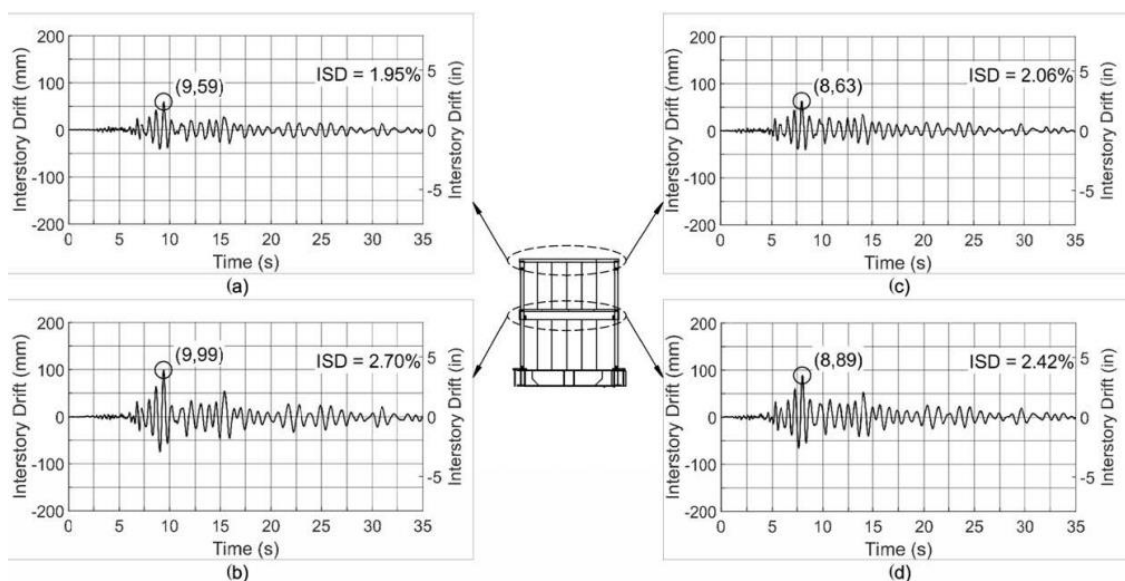 200
100
0
-100
-200
Interstory Drift (mm)
(9,59)
ISD = 1.95%
5
0
-5
Interstory Drift (in)
0 5 10 15 20 25 30 35
Time (s)
(a)
200
100
0
-100
-200
Interstory Drift (mm)
(8,63)
ISD = 2.06%
5
0
-5
Interstory Drift (in)
0 5 10 15 20 25 30 35
Time (s)
(c)
200
100
0
-100
-200
Interstory Drift (mm)
(9,99)
ISD = 2.70%
5
0
-5
Interstory Drift (in)
0 5 10 15 20 25 30 35
Time (s)
(b)
200
100
0
-100
-200
Interstory Drift (mm)
(8,89)
ISD = 2.42%
5
0
-5
Interstory Drift (in)
0 5 10 15 20 25 30 35
Time (s)
(d)